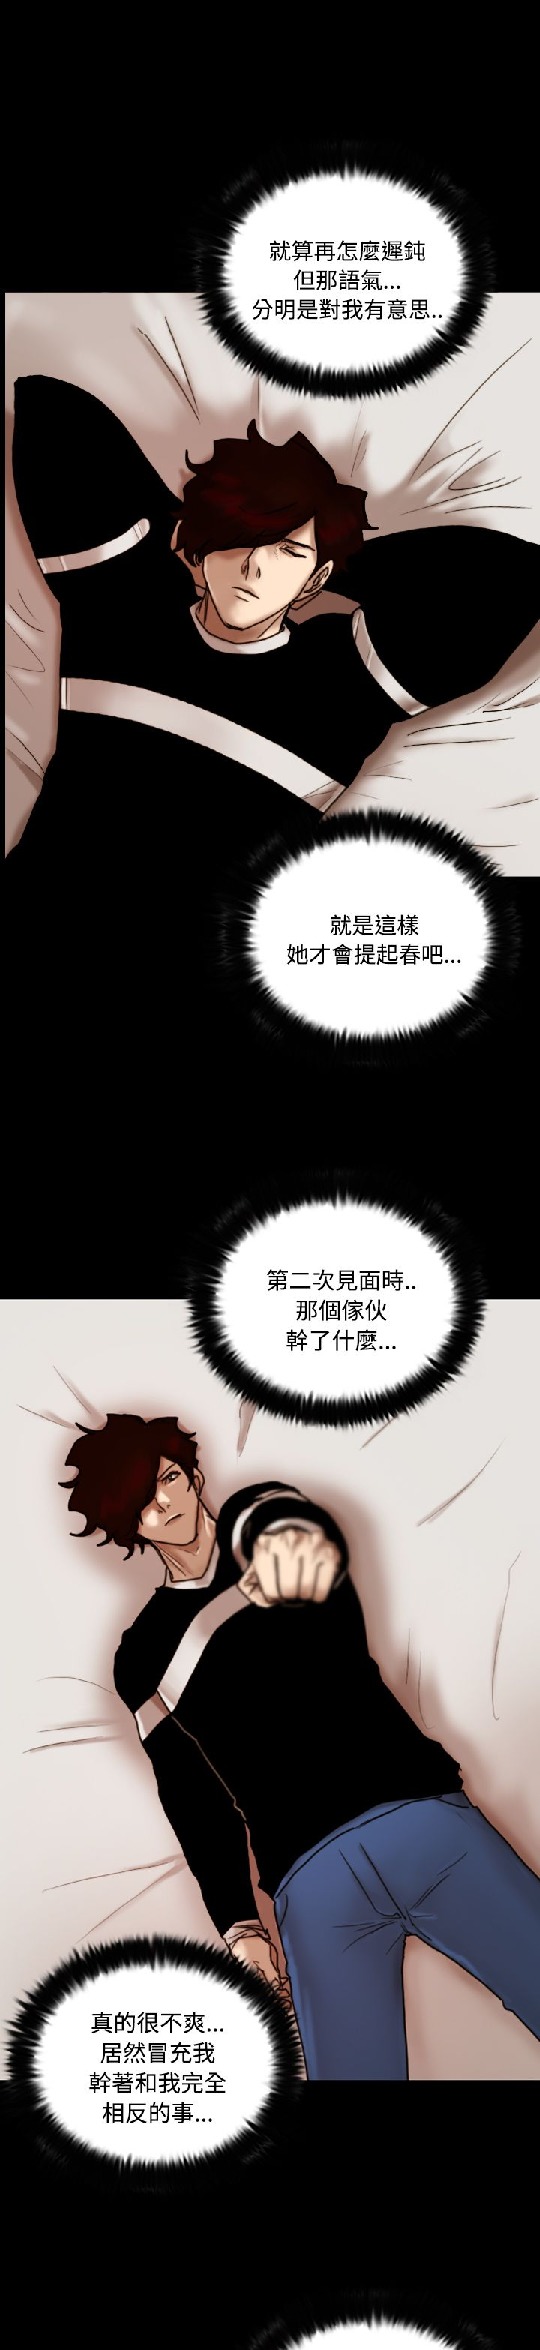 就算再怎麼遲鈍
但那語氣...
分明是對我有意思..
就是這樣
她才會提起春吧...
第二次見面時..
那個傢伙
幹了什麼...
真的很不爽...
居然冒充我
幹著和我完全
相反的事...